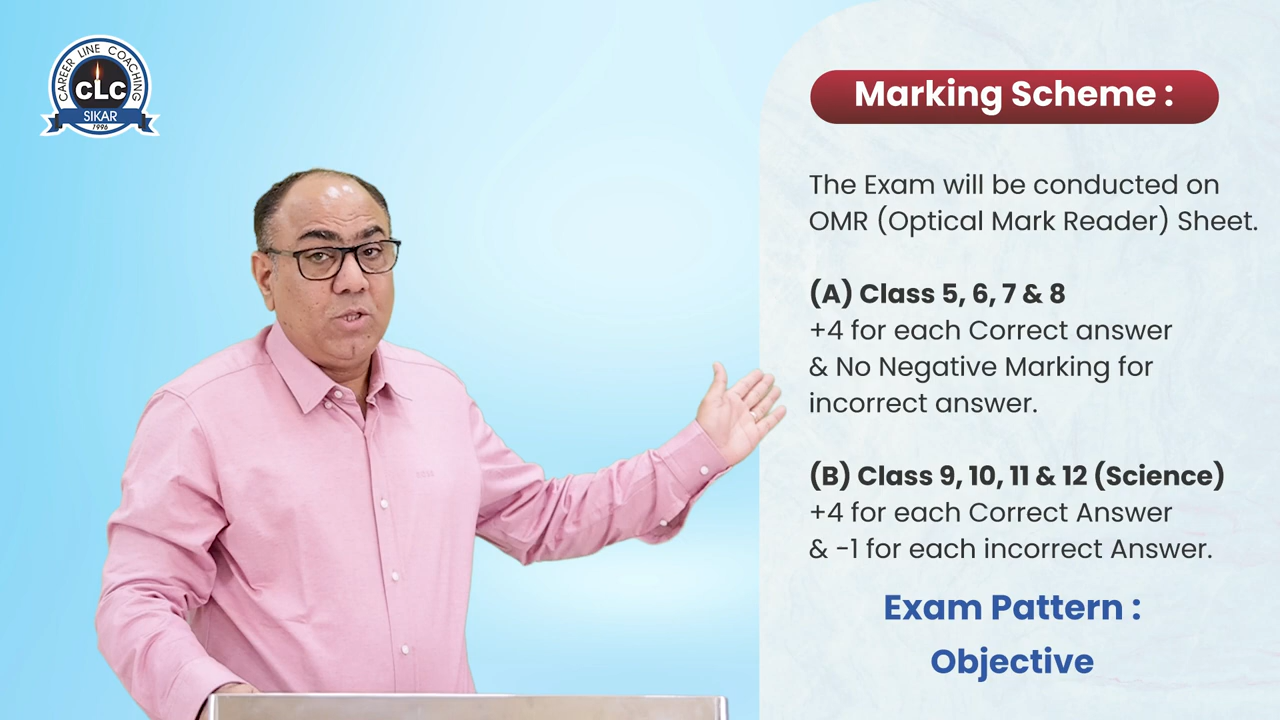 CAREER LINE COACHING
CLC
SIKAR
1996
Marking Scheme :
The Exam will be conducted on
OMR (Optical Mark Reader) Sheet.
(A) Class 5, 6, 7 & 8
+4 for each Correct answer
& No Negative Marking for
incorrect answer.
(B) Class 9, 10, 11 & 12 (Science)
+4 for each Correct Answer
& -1 for each incorrect Answer.
Exam Pattern :
Objective